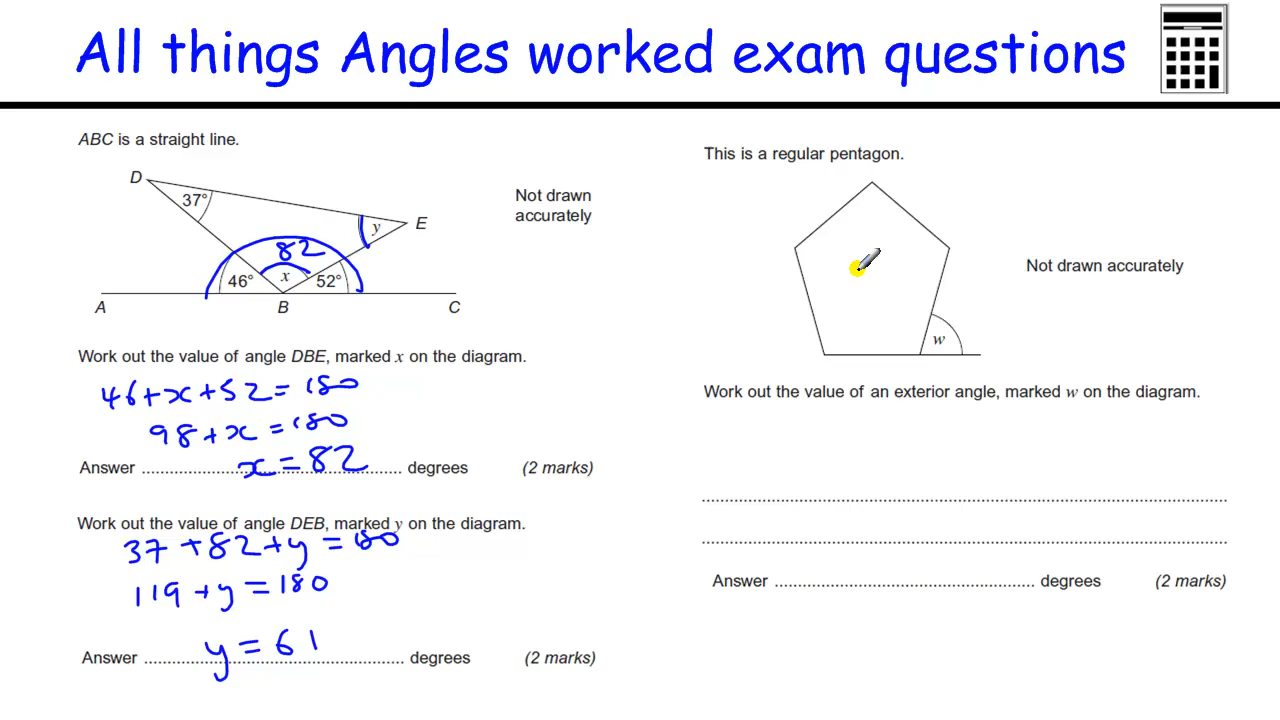 All things Angles worked exam questions
ABC is a straight line.
D
37°
E
y
82
46°
x
52°
A
B
C
Not drawn
accurately
Work out the value of angle DBE, marked x on the diagram.
46+x+52=180
98+x=180
x=82
Answer ........................................................ degrees (2 marks)
Work out the value of angle DEB, marked y on the diagram.
37+82+y=180
119+y=180
y=61
Answer ........................................................ degrees (2 marks)
This is a regular pentagon.
Not drawn accurately
w
Work out the value of an exterior angle, marked w on the diagram.
Answer ........................................................ degrees (2 marks)